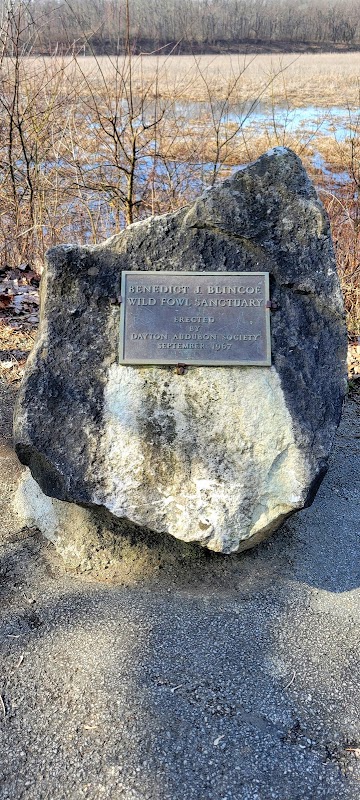 BENEDICT J. BLINCOE
WILD FOWL SANCTUARY
ERECTED
BY
DAYTON AUDUBON SOCIETY
SEPTEMBER 1967